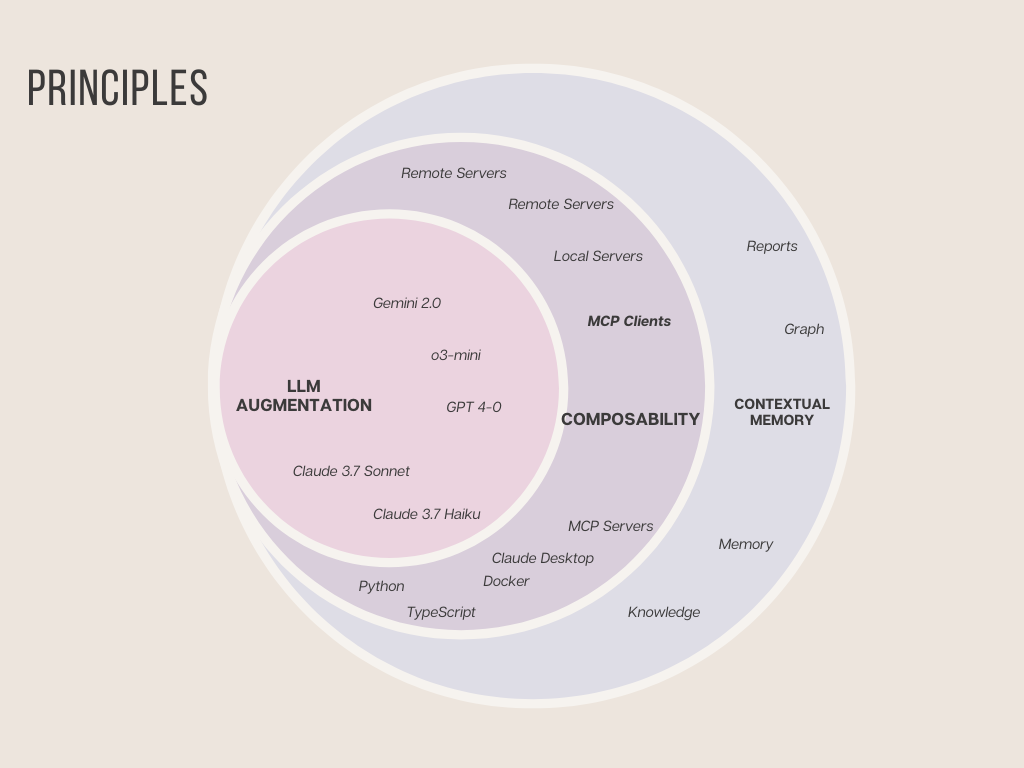 PRINCIPLES
Remote Servers
Remote Servers
Reports
Local Servers
Gemini 2.0
MCP Clients
Graph
o3-mini
LLM
AUGMENTATION
GPT 4-0
COMPOSABILITY
CONTEXTUAL
MEMORY
Claude 3.7 Sonnet
Claude 3.7 Haiku
MCP Servers
Memory
Claude Desktop
Docker
Python
TypeScript
Knowledge